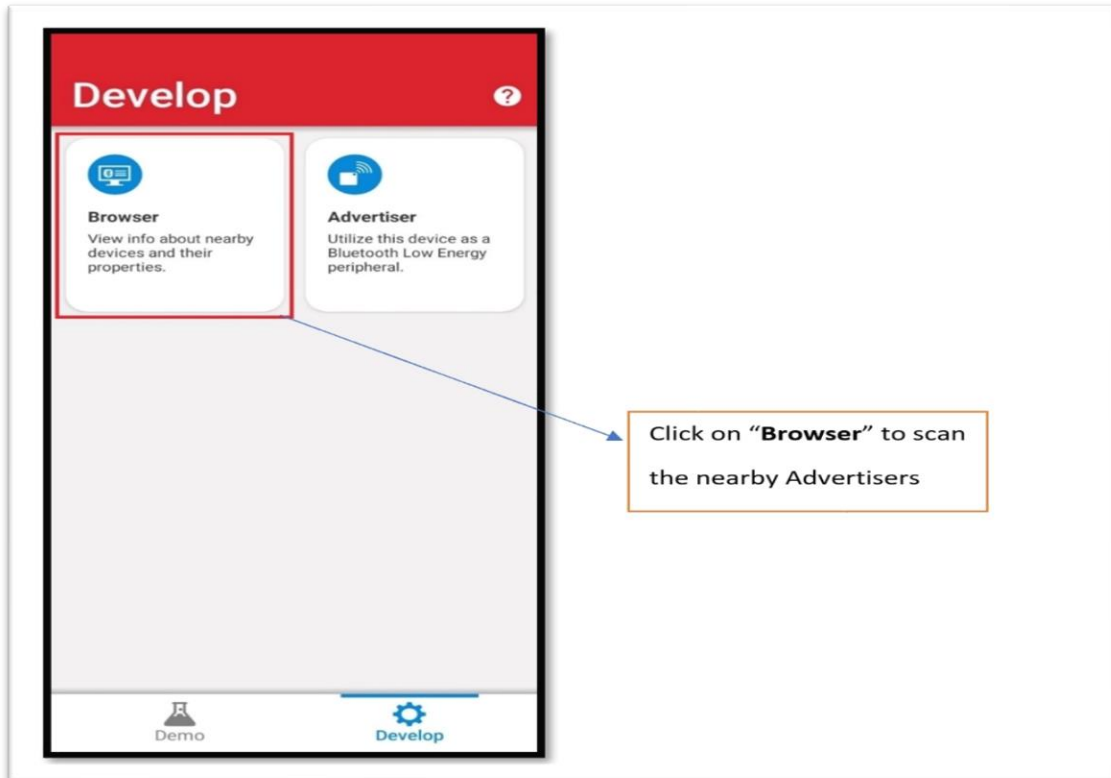 Develop
?
Browser
View info about nearby
devices and their
properties.
Advertiser
Utilize this device as a
Bluetooth Low Energy
peripheral.
Click on “Browser” to scan
the nearby Advertisers
Demo
Develop